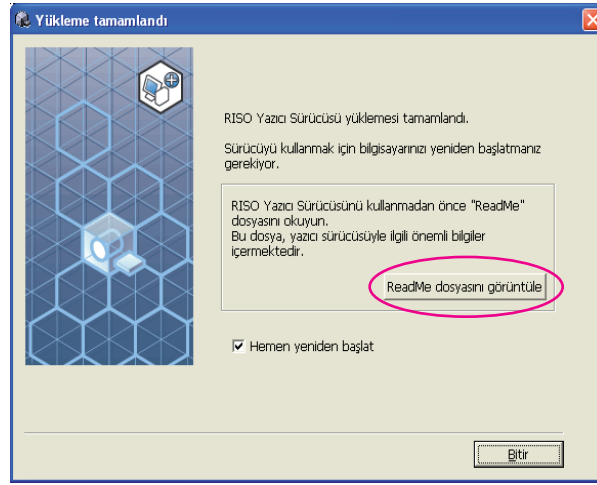 Yükleme tamamlandı
RISO Yazıcı Sürücüsü yüklemesi tamamlandı.
Sürücüyü kullanmak için bilgisayarınızı yeniden başlatmanız
gerekiyor.
RISO Yazıcı Sürücüsünü kullanmadan önce "ReadMe"
dosyasını okuyun.
Bu dosya, yazıcı sürücüsüyle ilgili önemli bilgiler
içermektedir.
ReadMe dosyasını görüntüle
Hemen yeniden başlat
Bitir